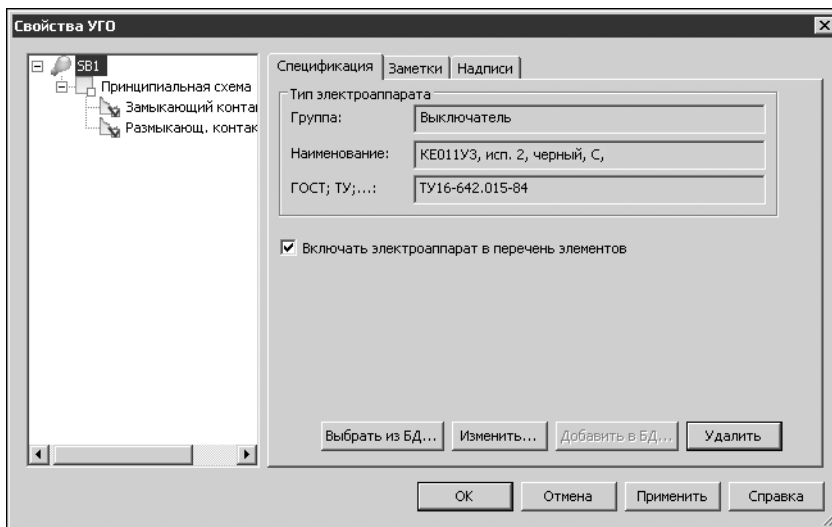 Свойства УГО
SB1
Принципиальная схема
Замыкающий конта
Размыкающ. контак
Спецификация
Заметки
Надписи
Тип электроаппарата
Группа:
Выключатель
Наименование:
КЕ011У3, исп. 2, черный, С,
ГОСТ; ТУ;...:
ТУ16-642.015-84
Включать электроаппарат в перечень элементов
Выбрать из БД...
Изменить...
Добавить в БД...
Удалить
ОК
Отмена
Применить
Справка